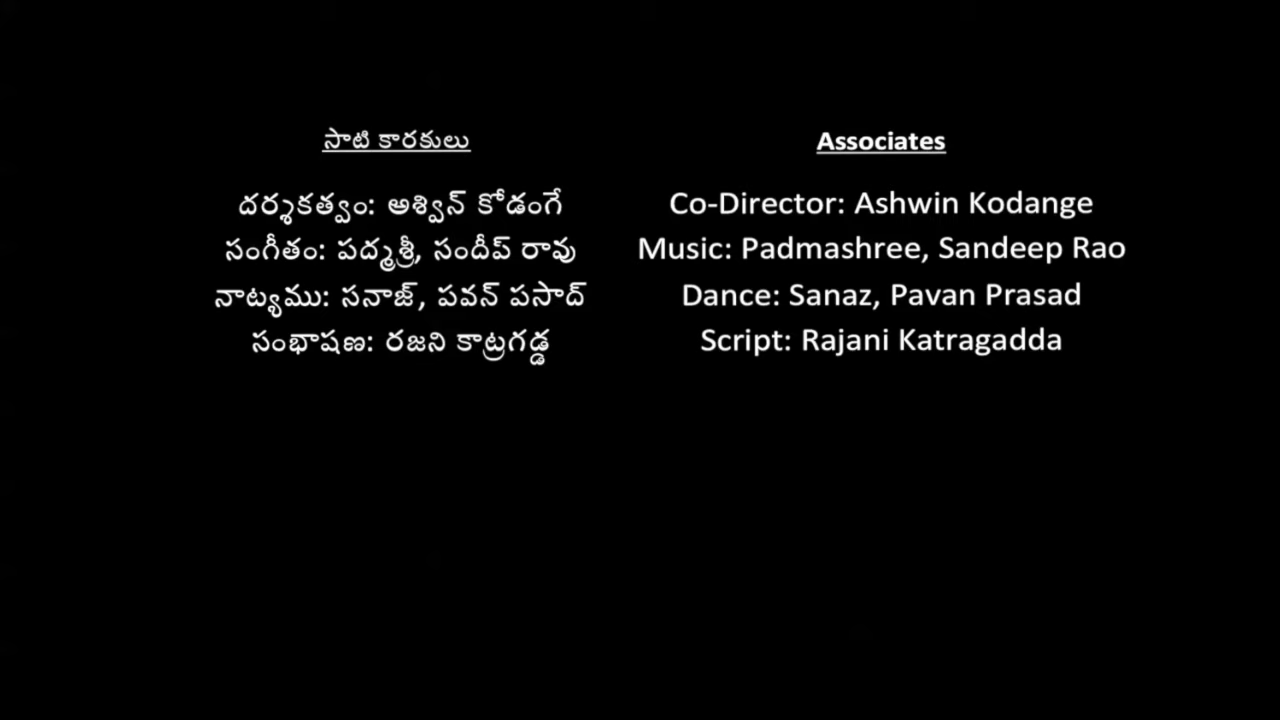 సాటి కారకులు
దర్శకత్వం: అశ్విన్ కోడంగే
సంగీతం: పద్మశ్రీ, సందీప్ రావు
నాట్యము: సనాజ్, పవన్ పసాద్
సంభాషణ: రజని కాట్రగడ్డ
Associates
Co-Director: Ashwin Kodange
Music: Padmashree, Sandeep Rao
Dance: Sanaz, Pavan Prasad
Script: Rajani Katragadda